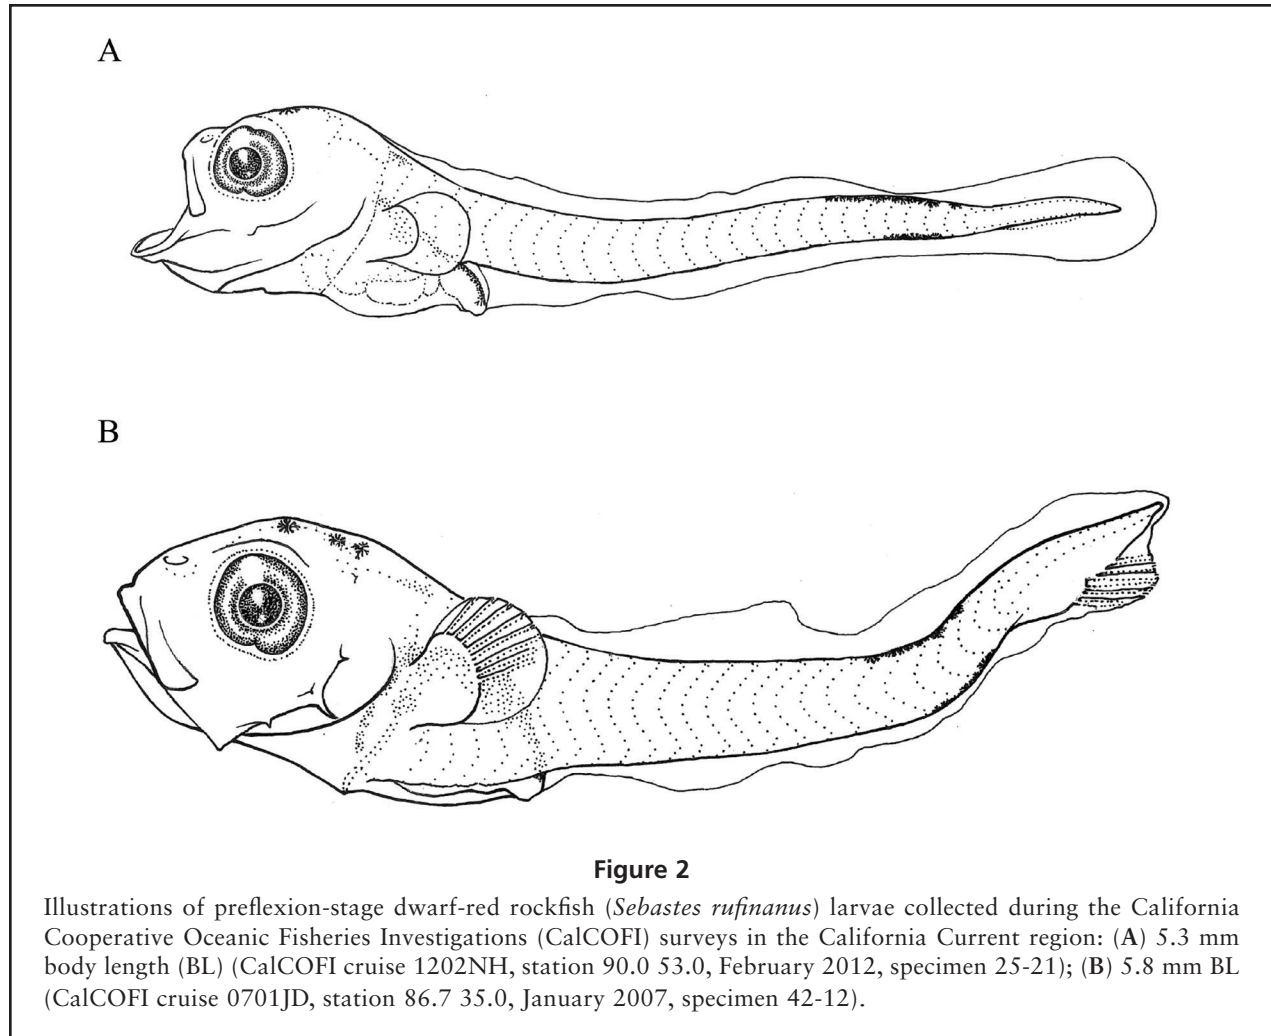 A
B
Figure 2
Illustrations of preflexion-stage dwarf-red rockfish (Sebastes rufinanus) larvae collected during the California
Cooperative Oceanic Fisheries Investigations (CalCOFI) surveys in the California Current region: (A) 5.3 mm
body length (BL) (CalCOFI cruise 1202NH, station 90.0 53.0, February 2012, specimen 25-21); (B) 5.8 mm BL
(CalCOFI cruise 0701JD, station 86.7 35.0, January 2007, specimen 42-12).